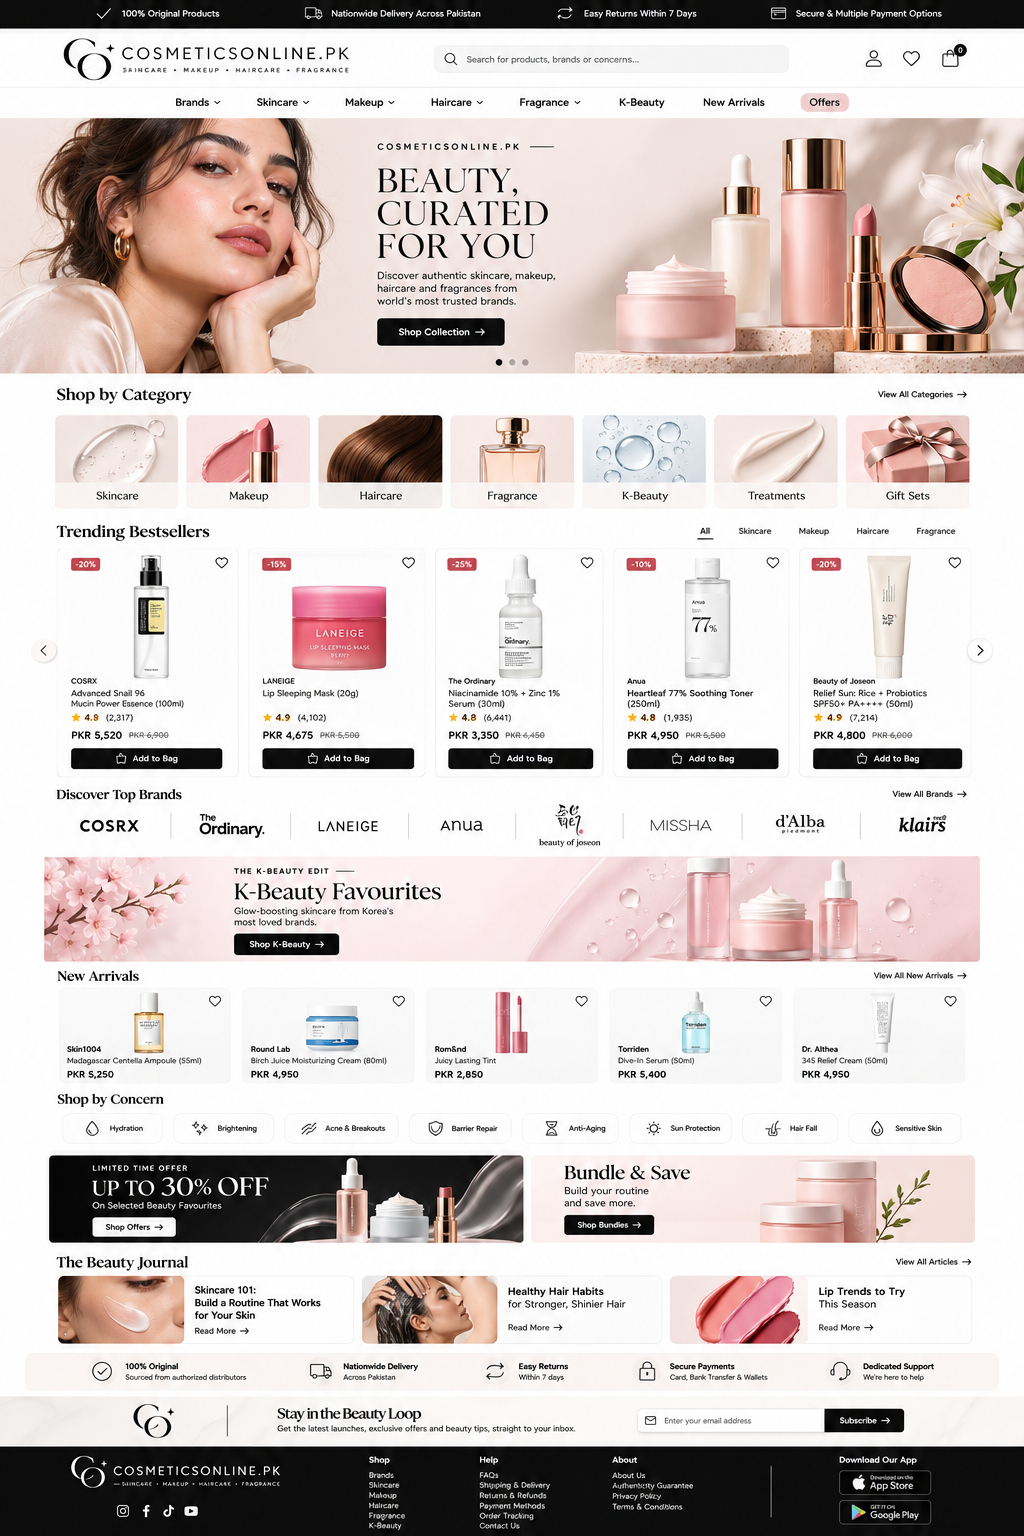 100% Original Products
Nationwide Delivery Across Pakistan
Easy Returns Within 7 Days
Secure & Multiple Payment Options
COSMETICSONLINE.PK
SKINCARE • MAKEUP • HAIRCARE • FRAGRANCE
Search for products, brands or concerns...
0
Brands
Skincare
Makeup
Haircare
Fragrance
K-Beauty
New Arrivals
Offers
COSMETICSONLINE.PK
BEAUTY,
CURATED
FOR YOU
Discover authentic skincare, makeup,
haircare and fragrances from
world's most trusted brands.
Shop Collection →
Shop by Category
View All Categories →
Skincare
Makeup
Haircare
Fragrance
K-Beauty
Treatments
Gift Sets
Trending Bestsellers
All
Skincare
Makeup
Haircare
Fragrance
-20%
COSRX
Advanced Snail 96
Mucin Power Essence (100ml)
4.8 (2,317)
PKR 5,520 PKR 6,900
Add to Bag
-15%
LANEIGE
LIP SLEEPING MASK
LANEIGE
Lip Sleeping Mask (20g)
4.9 (4,102)
PKR 4,675 PKR 5,500
Add to Bag
-25%
The
Ordinary.
The Ordinary
Niacinamide 10% + Zinc 1%
Serum (30ml)
4.8 (6,441)
PKR 3,350 PKR 6,450
Add to Bag
-10%
Anua
77%
Anua
Heartleaf 77% Soothing Toner
(250ml)
4.8 (1,935)
PKR 4,950 PKR 5,500
Add to Bag
-20%
Beauty of Joseon
Relief Sun: Rice + Probiotics
SPF50+ PA++++ (50ml)
4.9 (7,214)
PKR 4,800 PKR 6,000
Add to Bag
Discover Top Brands
View All Brands →
COSRX
The
Ordinary.
LANEIGE
Anua
beauty of joseon
MISSHA
d'Alba
piedmont
klairs
THE K-BEAUTY EDIT
K-Beauty Favourites
Glow-boosting skincare from Korea's
most loved brands.
Shop K-Beauty →
New Arrivals
View All New Arrivals →
Skin1004
Madagascar Centella Ampoule (55ml)
PKR 5,250
Round Lab
Birch Juice Moisturizing Cream (80ml)
PKR 4,950
Rom&nd
Juicy Lasting Tint
PKR 2,850
Torriden
Torriden
Dive-In Serum (50ml)
PKR 5,400
Dr. Althea
345 Relief Cream (50ml)
PKR 4,950
Shop by Concern
Hydration
Brightening
Acne & Breakouts
Barrier Repair
Anti-Aging
Sun Protection
Hair Fall
Sensitive Skin
LIMITED TIME OFFER
UP TO 30% OFF
On Selected Beauty Favourites
Shop Offers →
Bundle & Save
Build your routine
and save more.
Shop Bundles →
The Beauty Journal
View All Articles →
Skincare 101:
Build a Routine That Works
for Your Skin
Read More →
Healthy Hair Habits
for Stronger, Shinier Hair
Read More →
Lip Trends to Try
This Season
Read More →
100% Original
Sourced from authorized distributors
Nationwide Delivery
Across Pakistan
Easy Returns
Within 7 days
Secure Payments
Card, Bank Transfer & Wallets
Dedicated Support
We're here to help
Stay in the Beauty Loop
Get the latest launches, exclusive offers and beauty tips, straight to your inbox.
Enter your email address
Subscribe →
COSMETICSONLINE.PK
SKINCARE • MAKEUP • HAIRCARE • FRAGRANCE
Shop
Brands
Skincare
Makeup
Haircare
Fragrance
K-Beauty
Help
FAQs
Shipping & Delivery
Returns & Refunds
Payment Methods
Order Tracking
Contact Us
About
About Us
Authenticity Guarantee
Privacy Policy
Terms & Conditions
Download Our App
Download on the
App Store
GET IT ON
Google Play